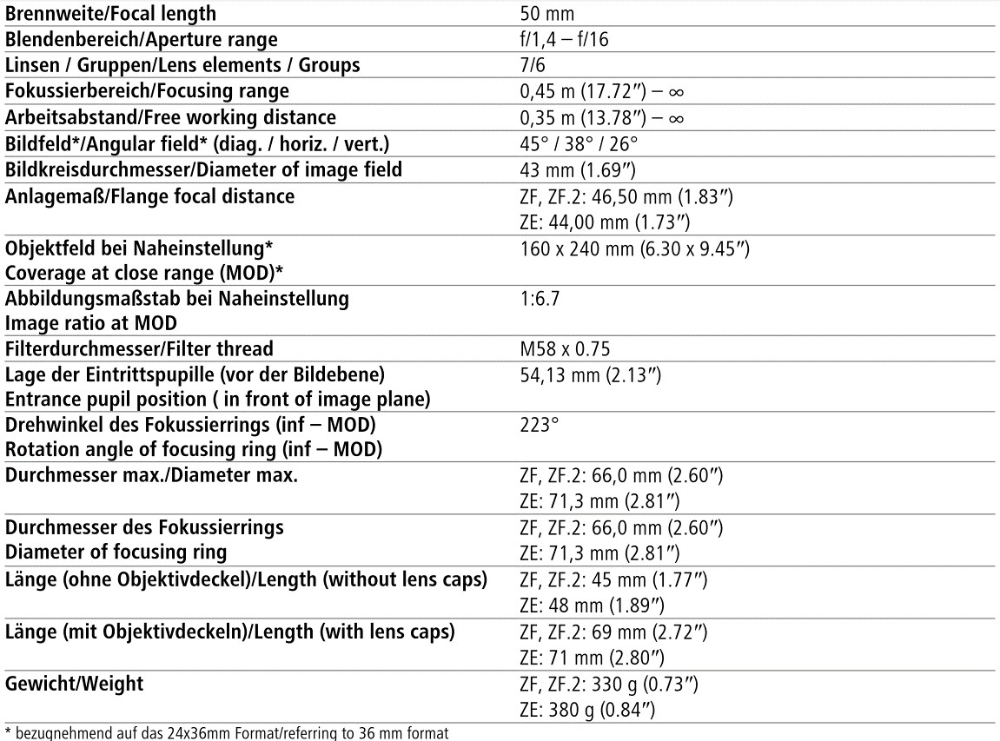 Brennweite/Focal length 50 mm
Blendenbereich/Aperture range f/1,4 – f/16
Linsen / Gruppen/Lens elements / Groups 7/6
Fokussierbereich/Focusing range 0,45 m (17.72″) – ∞
Arbeitsabstand/Free working distance 0,35 m (13.78″) – ∞
Bildfeld*/Angular field* (diag. / horiz. / vert.) 45° / 38° / 26°
Bildkreisdurchmesser/Diameter of image field 43 mm (1.69″)
Anlagemaß/Flange focal distance ZF, ZF.2: 46,50 mm (1.83″)
ZE: 44,00 mm (1.73″)
Objektfeld bei Naheinstellung* 160 x 240 mm (6.30 x 9.45″)
Coverage at close range (MOD)*
Abbildungsmaßstab bei Naheinstellung 1:6.7
Image ratio at MOD
Filterdurchmesser/Filter thread M58 x 0.75
Lage der Eintrittspupille (vor der Bildebene) 54,13 mm (2.13″)
Entrance pupil position ( in front of image plane)
Drehwinkel des Fokussierrings (inf – MOD) 223°
Rotation angle of focusing ring (inf – MOD)
Durchmesser max./Diameter max. ZF, ZF.2: 66,0 mm (2.60″)
ZE: 71,3 mm (2.81″)
Durchmesser des Fokussierrings ZF, ZF.2: 66,0 mm (2.60″)
Diameter of focusing ring ZE: 71,3 mm (2.81″)
Länge (ohne Objektivdeckel)/Length (without lens caps) ZF, ZF.2: 45 mm (1.77″)
ZE: 48 mm (1.89″)
Länge (mit Objektivdeckeln)/Length (with lens caps) ZF, ZF.2: 69 mm (2.72″)
ZE: 71 mm (2.80″)
Gewicht/Weight ZF, ZF.2: 330 g (0.73″)
ZE: 380 g (0.84″)
* bezugnehmend auf das 24x36mm Format/referring to 36 mm format